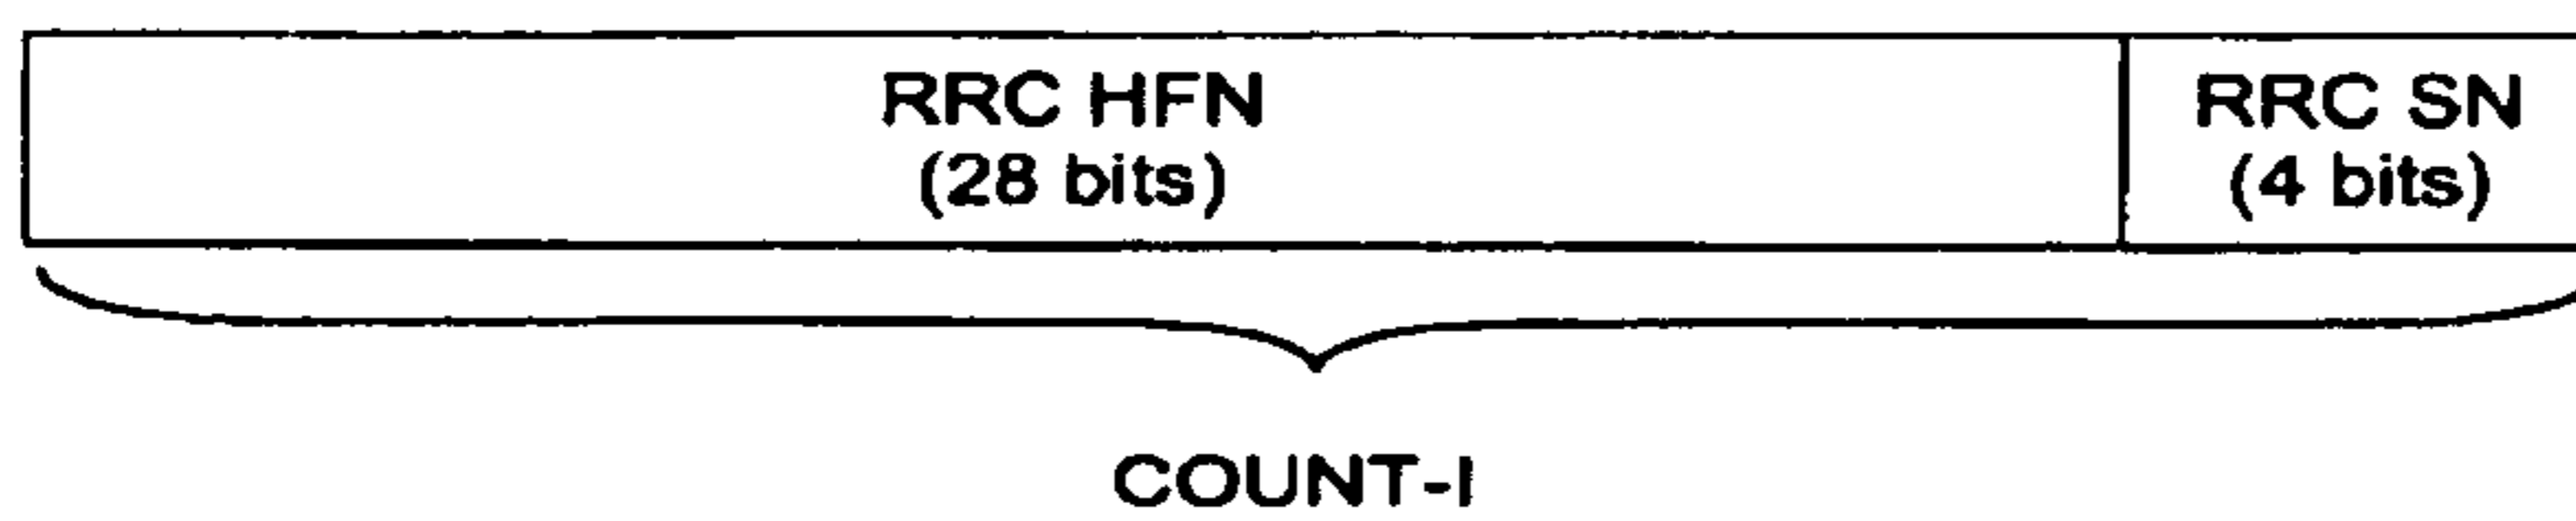 RRC HFN
(28 bits)
RRC SN
(4 bits)
COUNT-I